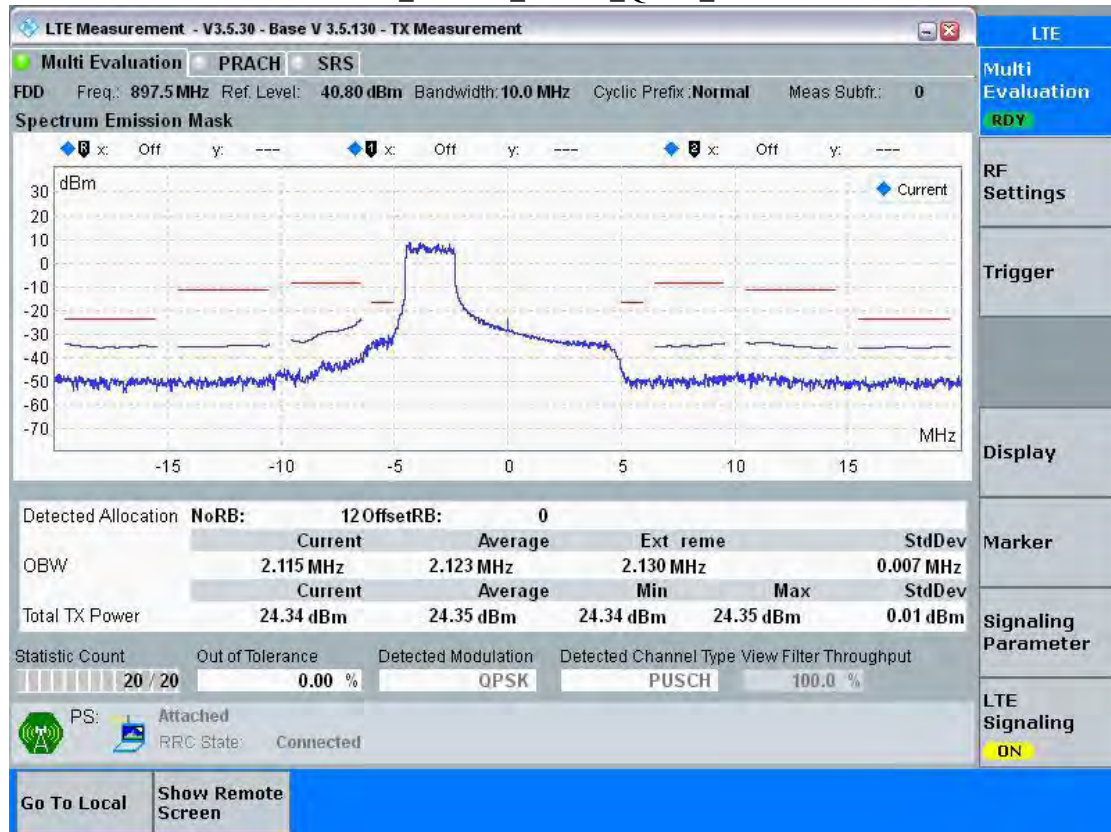 LTE Measurement - V3.5.30 - Base V 3.5.130 - TX Measurement
LTE
Multi Evaluation PRACH SRS
FDD Freq.: 897.5 MHz Ref. Level: 40.80 dBm Bandwidth: 10.0 MHz Cyclic Prefix : Normal Meas Subfr.: 0
Spectrum Emission Mask
R x: Off y: --- 1 x: Off y: --- 2 x: Off y: ---
dBm
Current
30
20
10
0
-10
-20
-30
-40
-50
-60
-70
MHz
-15 -10 -5 0 5 10 15
Detected Allocation NoRB: 12 OffsetRB: 0
Current Average Ext reme StdDev
OBW 2.115 MHz 2.123 MHz 2.130 MHz 0.007 MHz
Current Average Min Max StdDev
Total TX Power 24.34 dBm 24.35 dBm 24.34 dBm 24.35 dBm 0.01 dBm
Statistic Count Out of Tolerance Detected Modulation Detected Channel Type View Filter Throughput
20 / 20 0.00 % QPSK PUSCH 100.0 %
PS: Attached
RRC State: Connected
Multi
Evaluation
RDY
RF
Settings
Trigger
Display
Marker
Signaling
Parameter
LTE
Signaling
ON
Go To Local
Show Remote
Screen